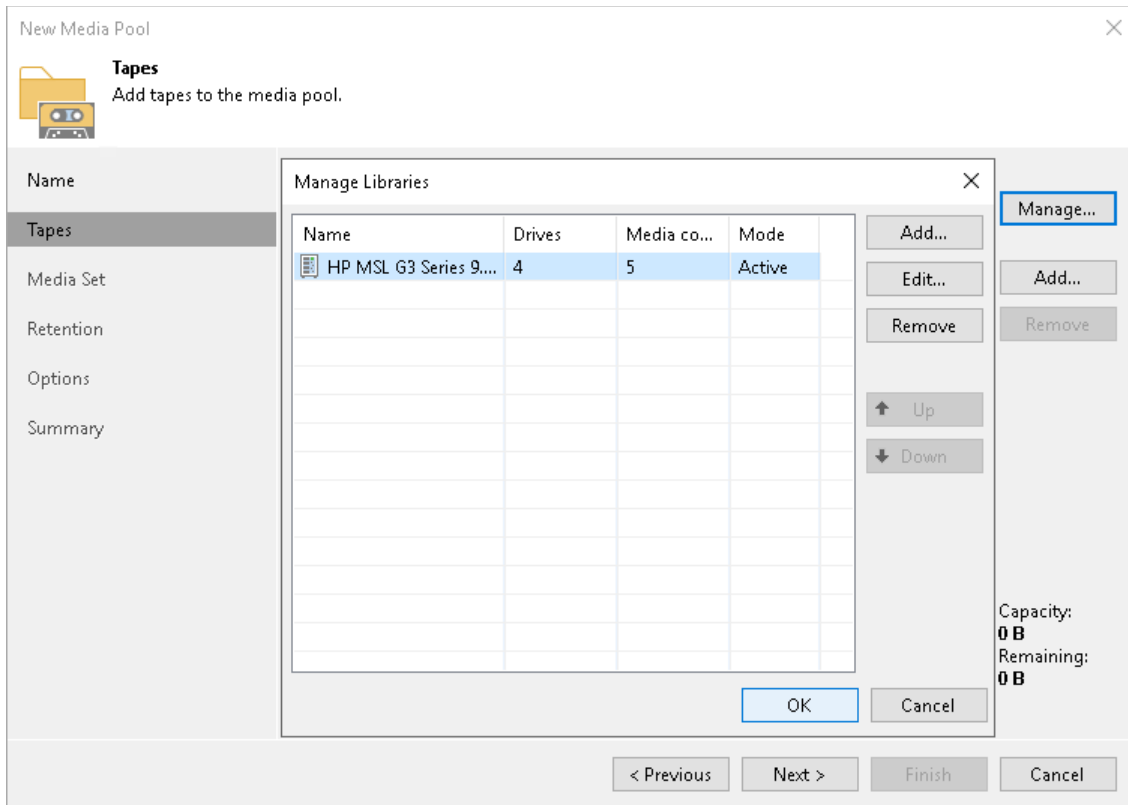 New Media Pool
Tapes
Add tapes to the media pool.
Name
Tapes
Media Set
Retention
Options
Summary
Manage Libraries
Name Drives Media co... Mode
HP MSL G3 Series 9.... 4 5 Active
Add...
Edit...
Remove
Up
Down
OK Cancel
Manage...
Add...
Remove
Capacity:
0 B
Remaining:
0 B
< Previous Next > Finish Cancel